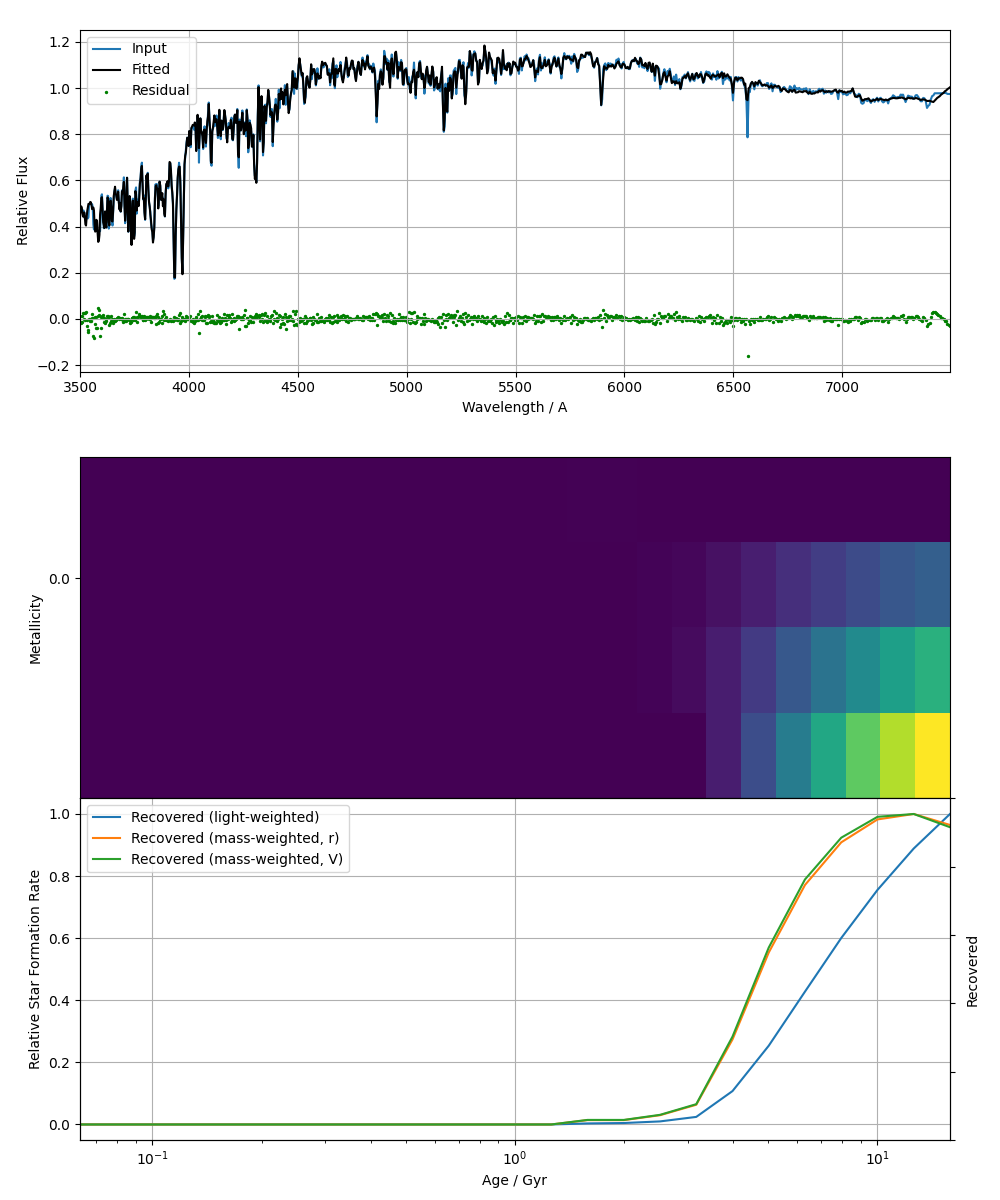 1.2
1.0
0.8
0.6
0.4
0.2
0.0
−0.2
Relative Flux
Input
Fitted
Residual
3500 4000 4500 5000 5500 6000 6500 7000
Wavelength / A
0.0
Metallicity
1.0
0.8
0.6
0.4
0.2
0.0
Relative Star Formation Rate
Recovered (light-weighted)
Recovered (mass-weighted, r)
Recovered (mass-weighted, V)
Recovered
10⁻¹ 10⁰ 10¹
Age / Gyr